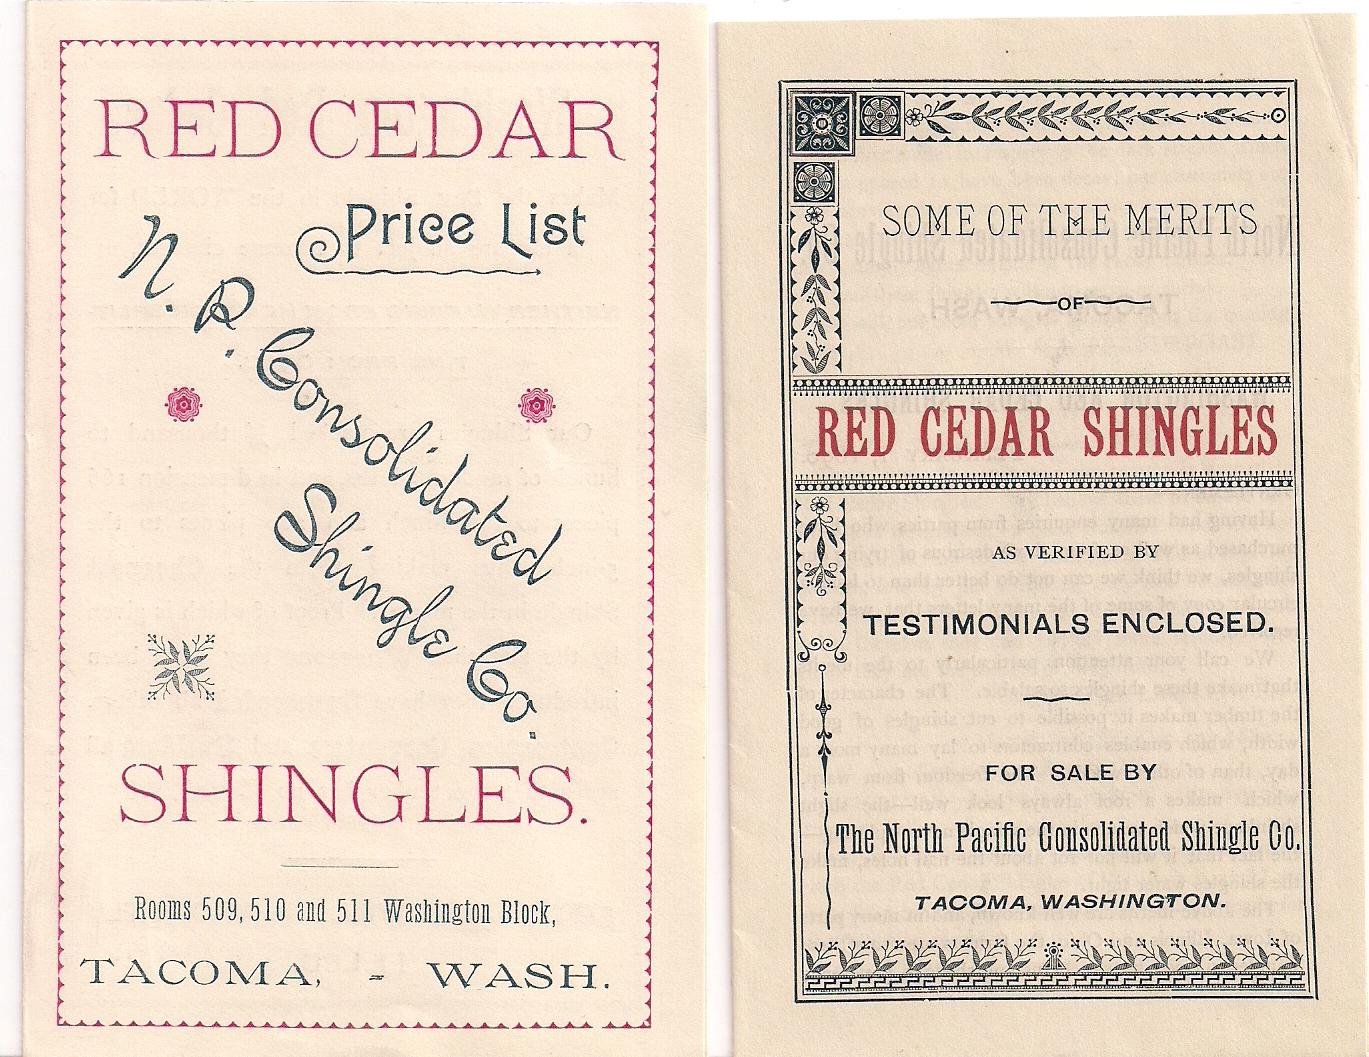 RED CEDAR
Price List
N. P. Consolidated
Shingle Co.
SHINGLES.
Rooms 509, 510 and 511 Washington Block,
TACOMA, - WASH.
SOME OF THE MERITS
OF
RED CEDAR SHINGLES
AS VERIFIED BY
TESTIMONIALS ENCLOSED.
FOR SALE BY
The North Pacific Consolidated Shingle Co.
TACOMA, WASHINGTON.